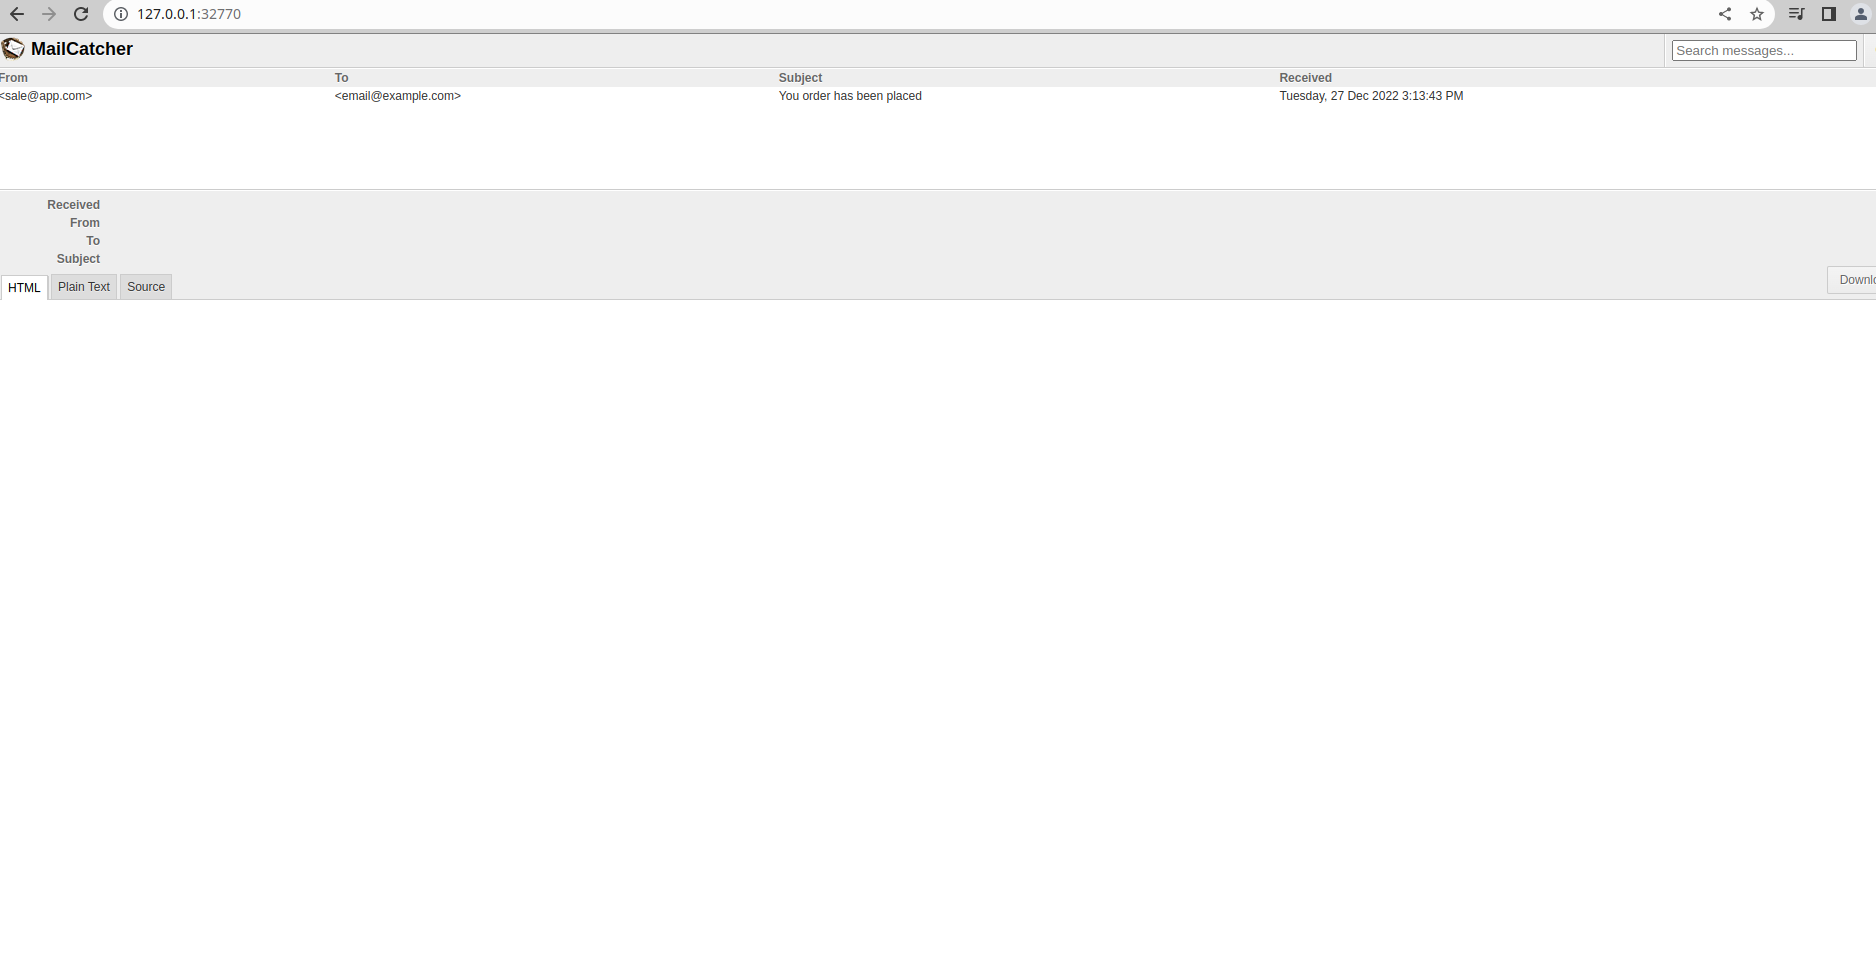 127.0.0.1:32770
MailCatcher
Search messages...
From To Subject Received
<sale@app.com> <email@example.com> You order has been placed Tuesday, 27 Dec 2022 3:13:43 PM
Received
From
To
Subject
HTML Plain Text Source Downlo